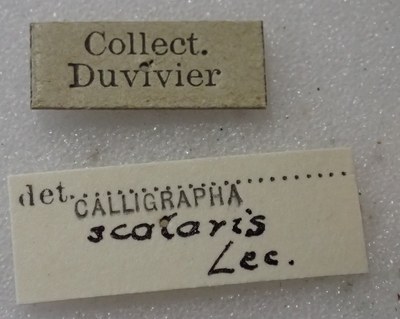 Collect.
Duvivier
det. CALLIGRAPHA
scalaris
Lec.